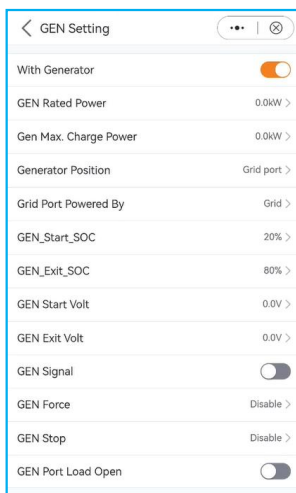 GEN Setting
With Generator
GEN Rated Power 0.0kW >
Gen Max. Charge Power 0.0kW >
Generator Position Grid port >
Grid Port Powered By Grid >
GEN_Start_SOC 20% >
GEN_Exit_SOC 80% >
GEN Start Volt 0.0V >
GEN Exit Volt 0.0V >
GEN Signal
GEN Force Disable >
GEN Stop Disable >
GEN Port Load Open